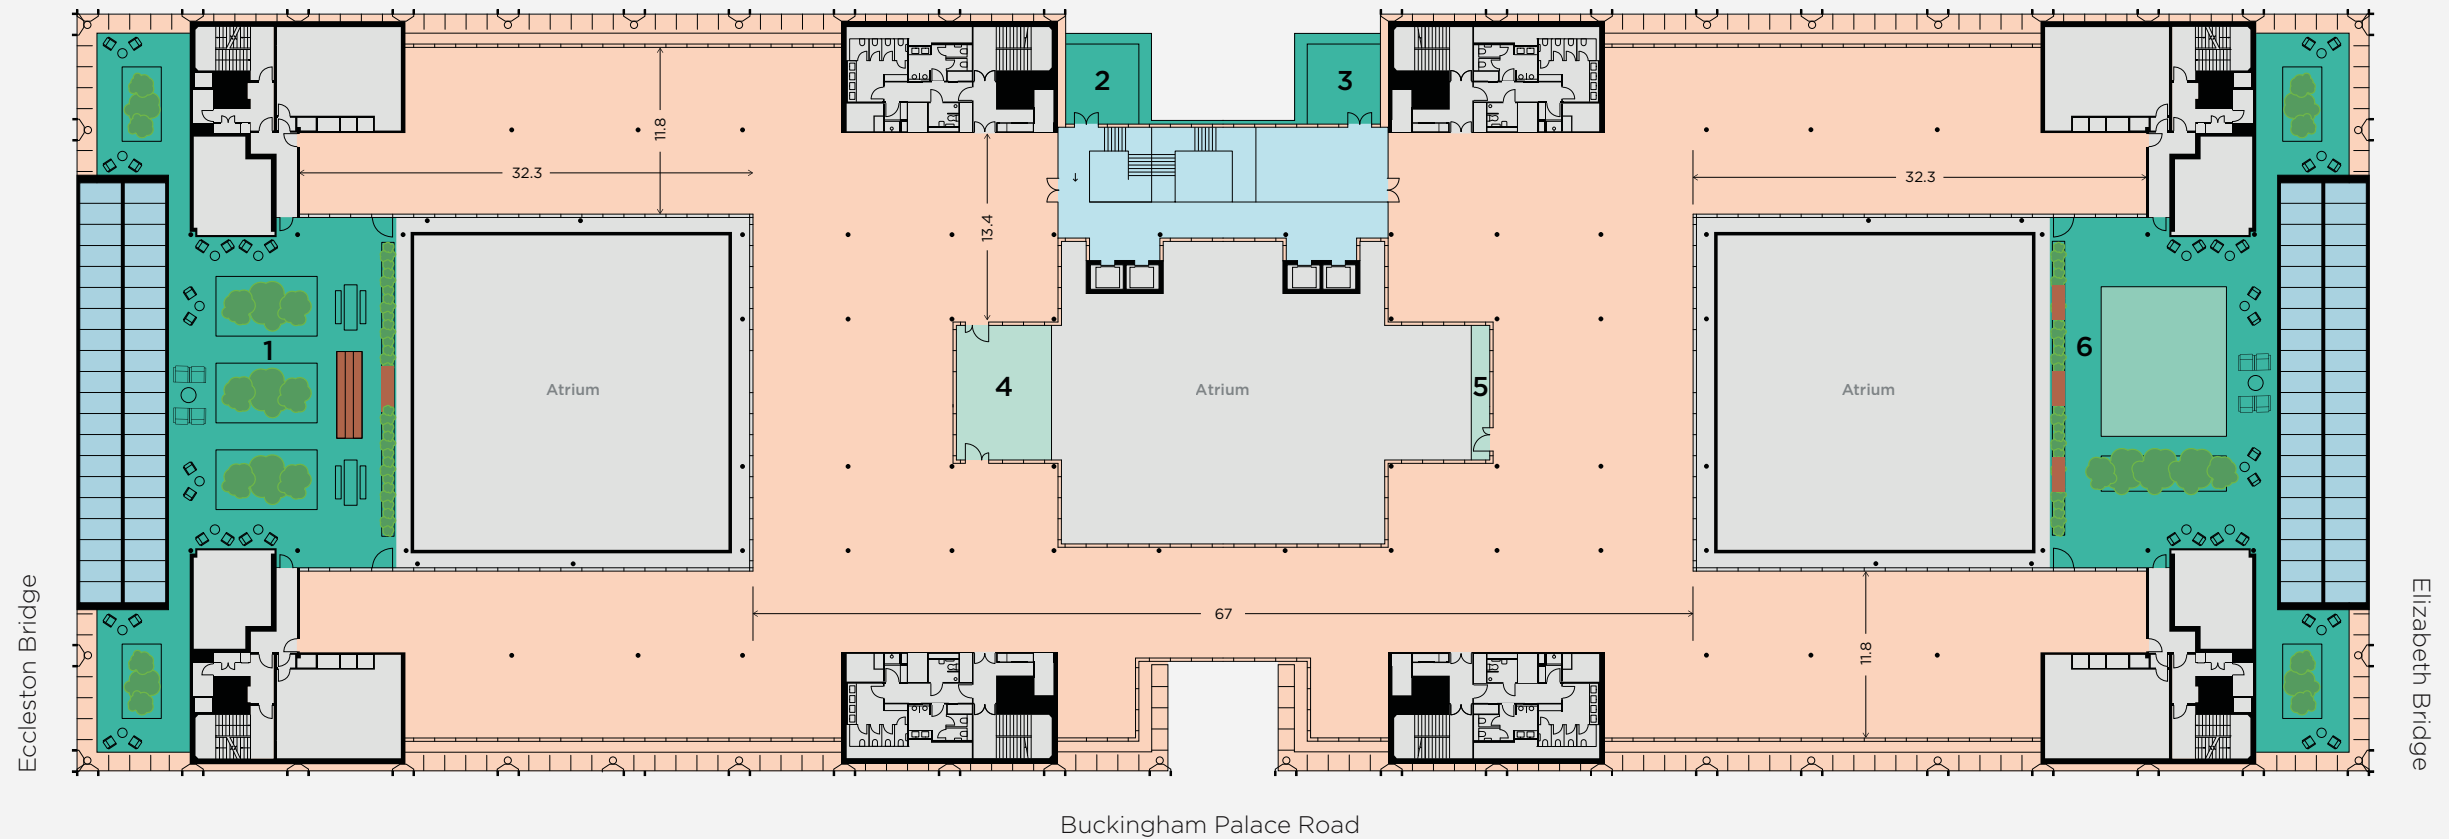 2
3
11.8
32.3
32.3
13.4
1
6
4
5
Atrium
Atrium
Atrium
67
11.8
Eccleston Bridge
Elizabeth Bridge
Buckingham Palace Road